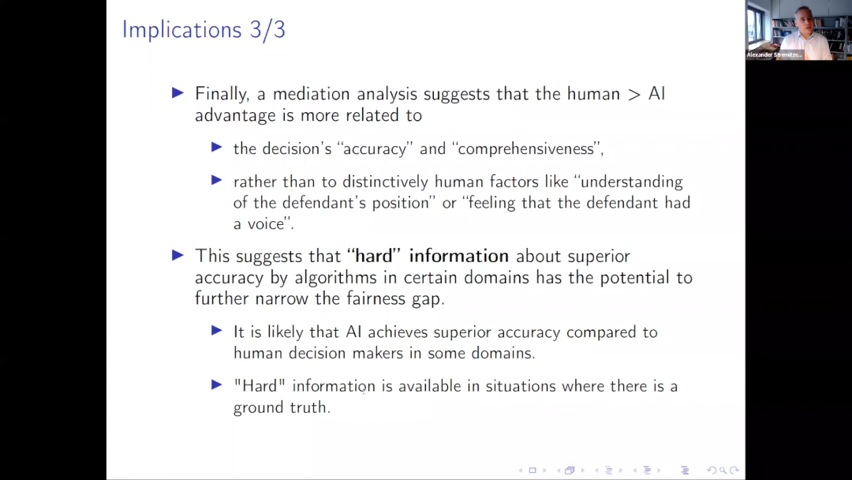 Implications 3/3
Finally, a mediation analysis suggests that the human > AI
advantage is more related to
the decision's "accuracy" and "comprehensiveness",
rather than to distinctively human factors like "understanding
of the defendant's position" or "feeling that the defendant had
a voice".
This suggests that "hard" information about superior
accuracy by algorithms in certain domains has the potential to
further narrow the fairness gap.
It is likely that AI achieves superior accuracy compared to
human decision makers in some domains.
"Hard" information is available in situations where there is a
ground truth.
Alexander